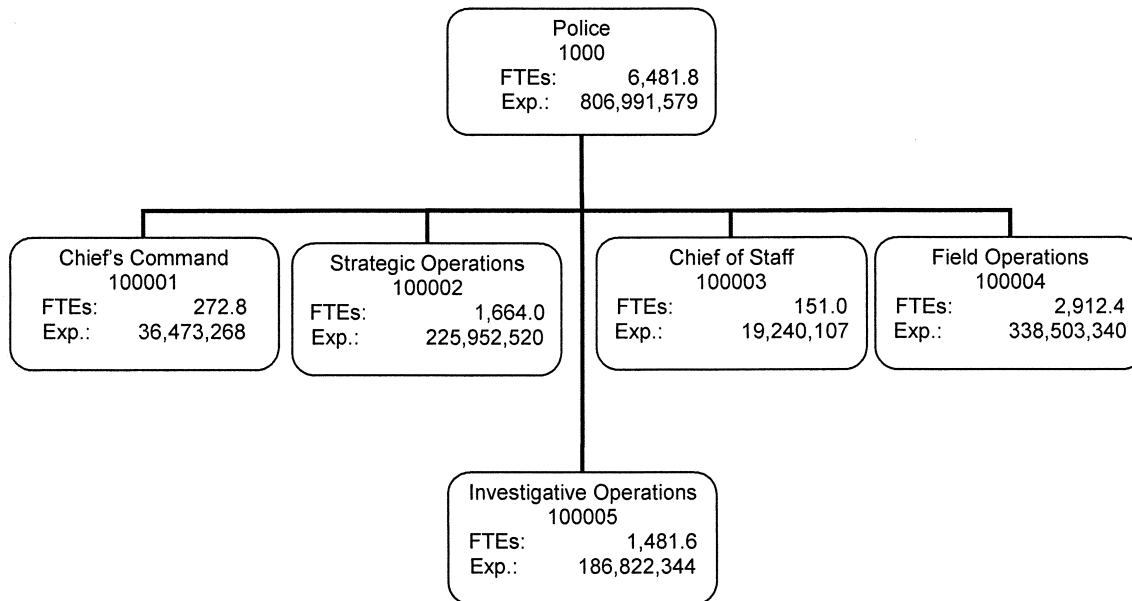 Police
1000
FTEs: 6,481.8
Exp.: 806,991,579
Chief's Command
100001
FTEs: 272.8
Exp.: 36,473,268
Strategic Operations
100002
FTEs: 1,664.0
Exp.: 225,952,520
Chief of Staff
100003
FTEs: 151.0
Exp.: 19,240,107
Field Operations
100004
FTEs: 2,912.4
Exp.: 338,503,340
Investigative Operations
100005
FTEs: 1,481.6
Exp.: 186,822,344